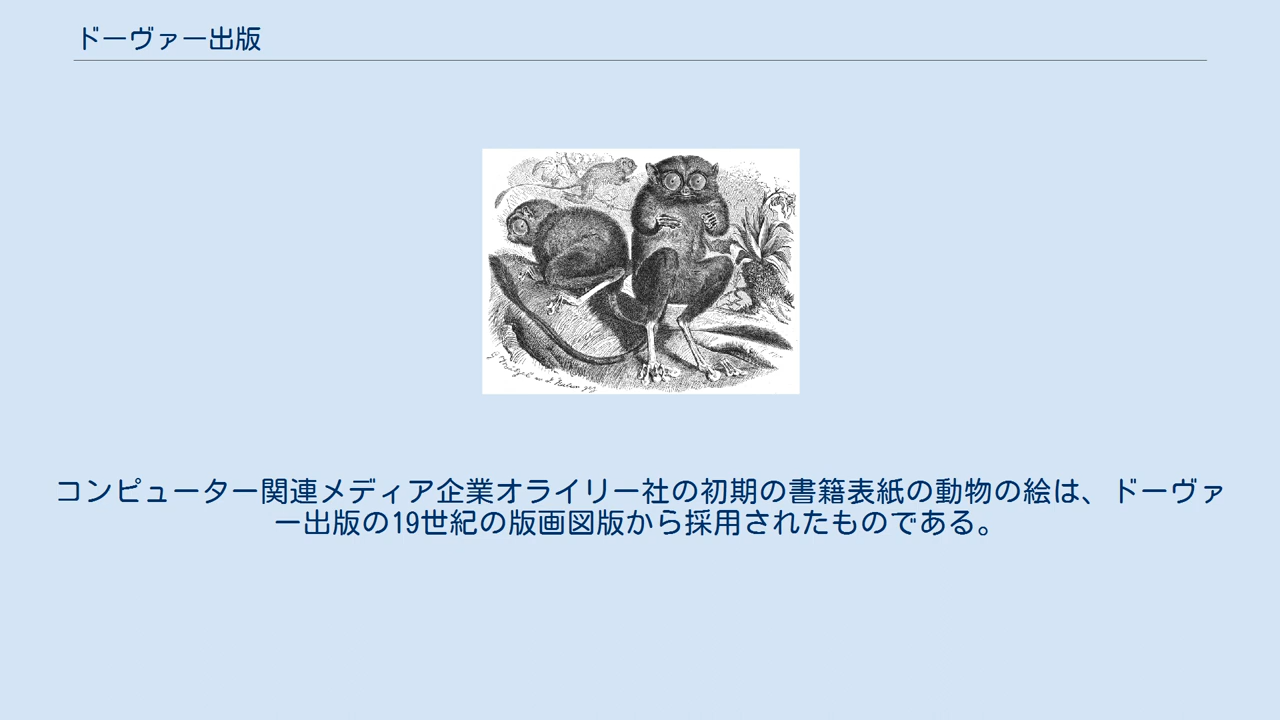 ドーヴァー出版
コンピューター関連メディア企業オライリー社の初期の書籍表紙の動物の絵は、ドーヴァ
ー出版の19世紀の版画図版から採用されたものである。